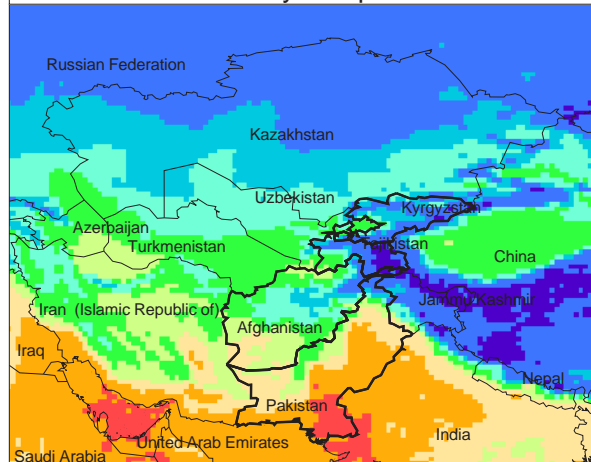 Russian Federation
Kazakhstan
Uzbekistan
Kyrgyzstan
Azerbaijan
Turkmenistan
Tajikistan
China
Iran (Islamic Republic of)
Jammu Kashmir
Afghanistan
Iraq
Nepal
Pakistan
United Arab Emirates
India
Saudi Arabia